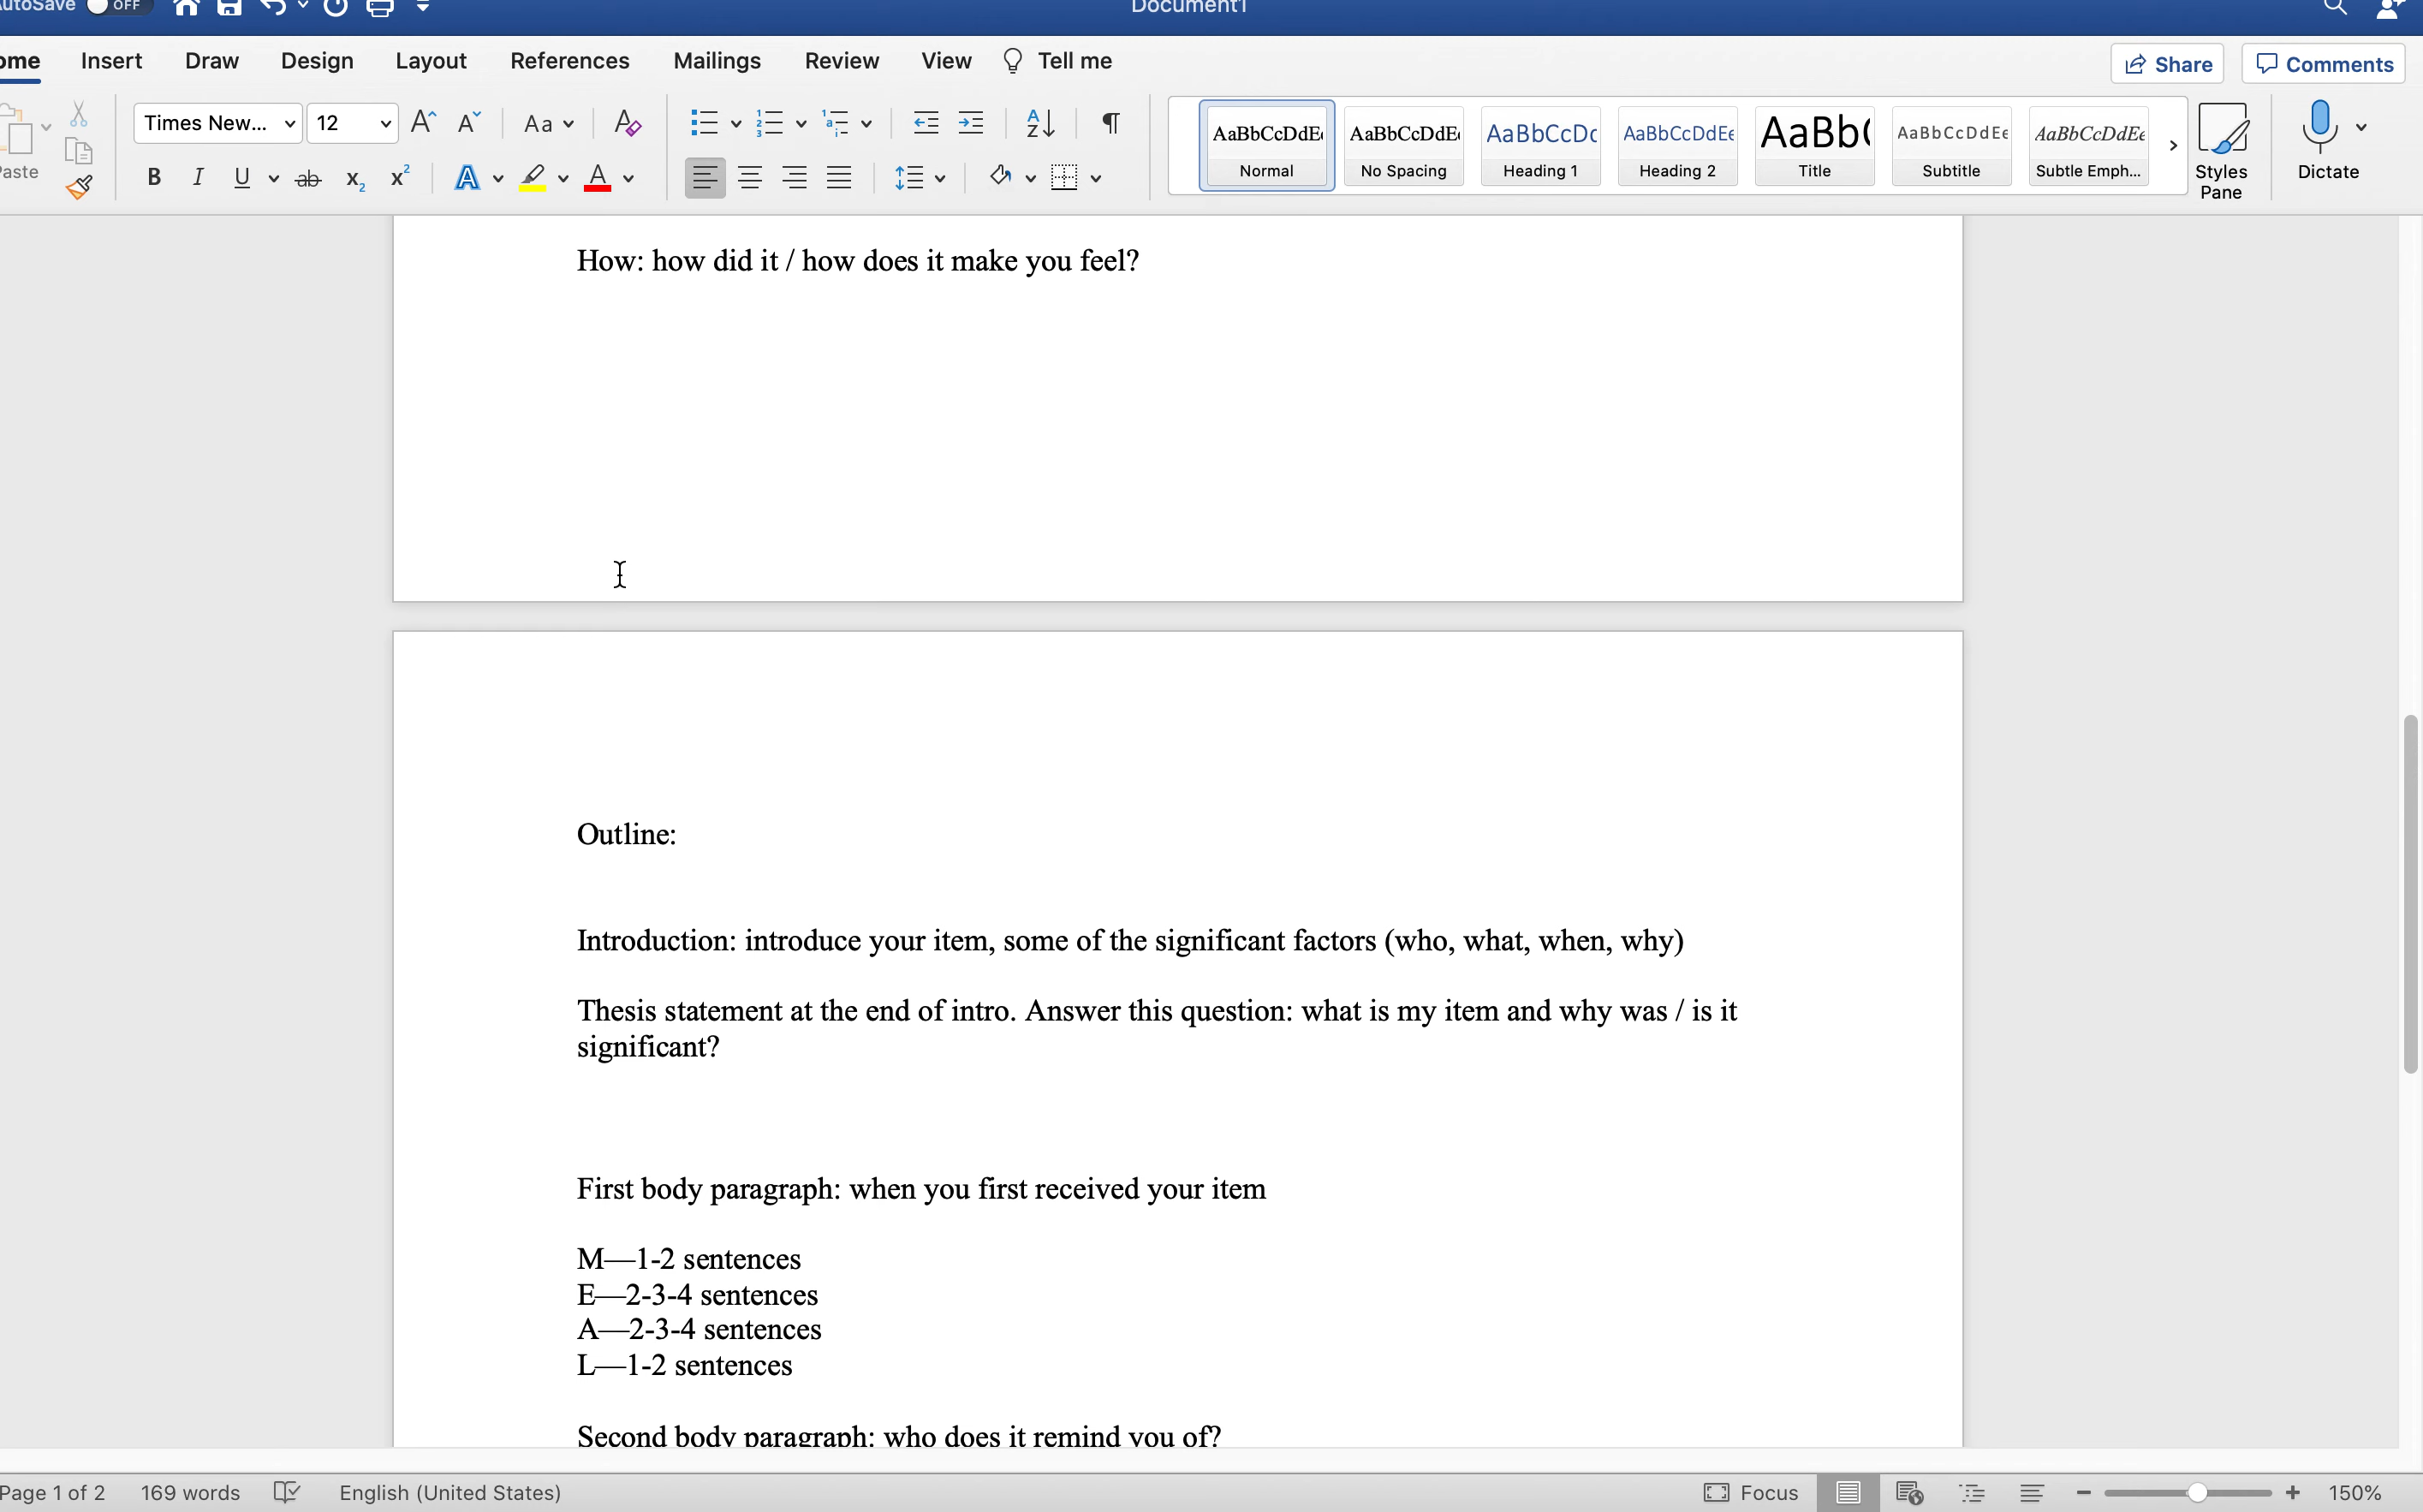 AutoSave OFF Document1
Home Insert Draw Design Layout References Mailings Review View Tell me Share Comments
Paste Times New... 12 Aa AaBbCcDdE AaBbCcDdE AaBbCcDc AaBbCcDdEe AaBb( AaBbCcDdEe AaBbCcDdEe
Normal No Spacing Heading 1 Heading 2 Title Subtitle Subtle Emph... Styles Pane Dictate
How: how did it / how does it make you feel?
Outline:
Introduction: introduce your item, some of the significant factors (who, what, when, why)
Thesis statement at the end of intro. Answer this question: what is my item and why was / is it
significant?
First body paragraph: when you first received your item
M—1-2 sentences
E—2-3-4 sentences
A—2-3-4 sentences
L—1-2 sentences
Second body paragraph: who does it remind you of?
Page 1 of 2 169 words English (United States) Focus 150%